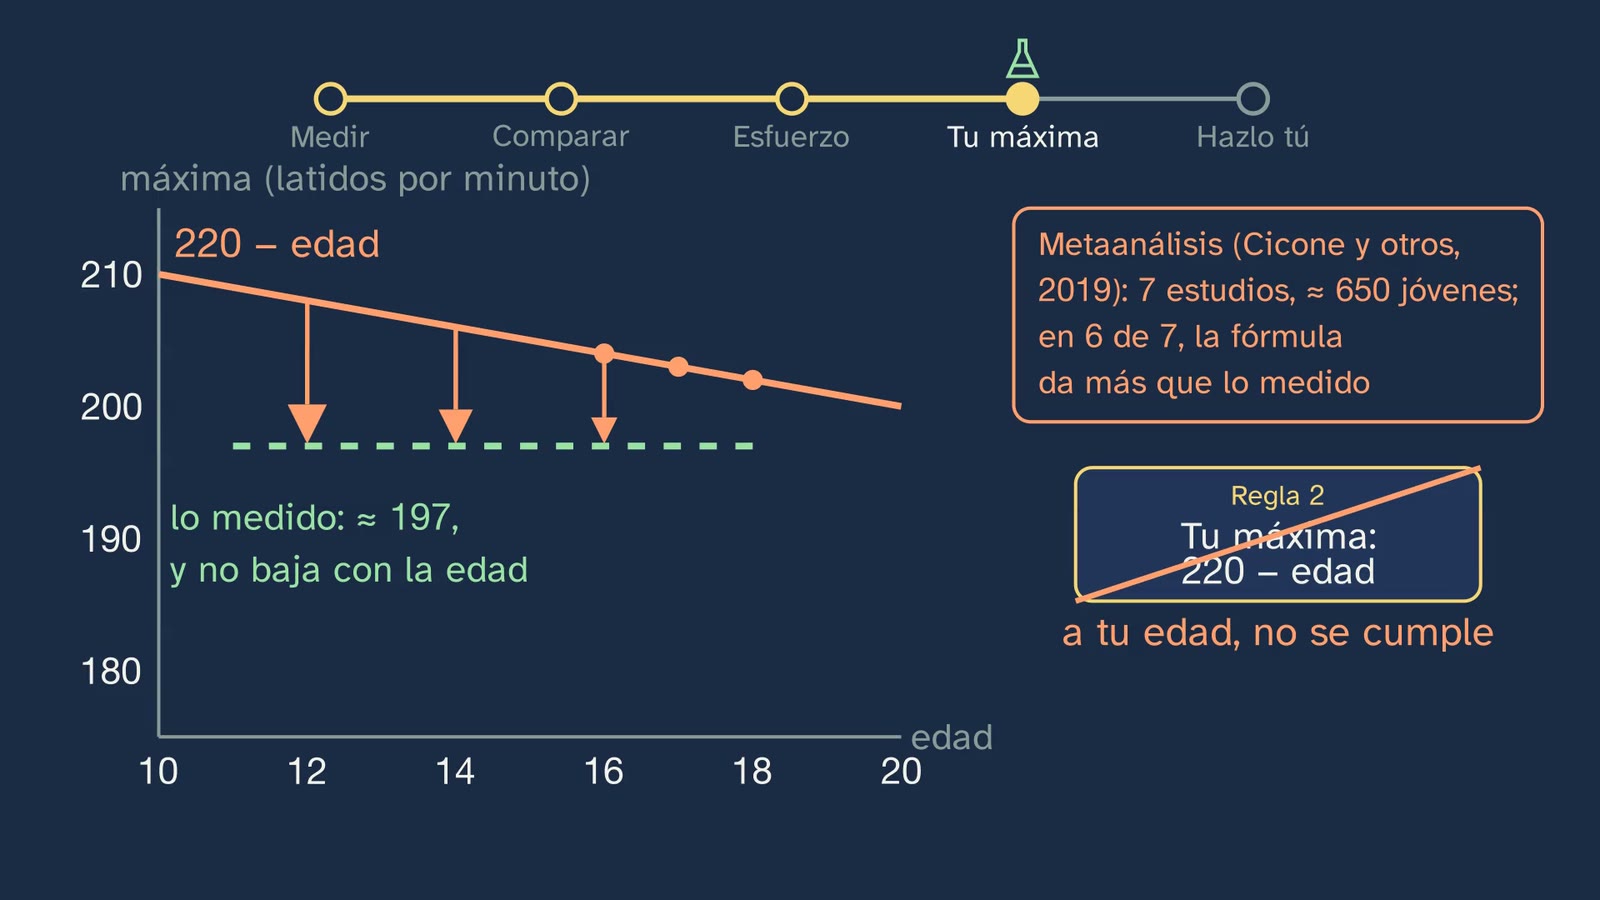 Medir
Comparar
Esfuerzo
Tu máxima
Hazlo tú
máxima (latidos por minuto)
220 – edad
210
200
190
180
lo medido: ≈ 197,
y no baja con la edad
10
12
14
16
18
20
edad
Metaanálisis (Cicone y otros,
2019): 7 estudios, ≈ 650 jóvenes;
en 6 de 7, la fórmula
da más que lo medido
Regla 2
Tu máxima:
220 – edad
a tu edad, no se cumple